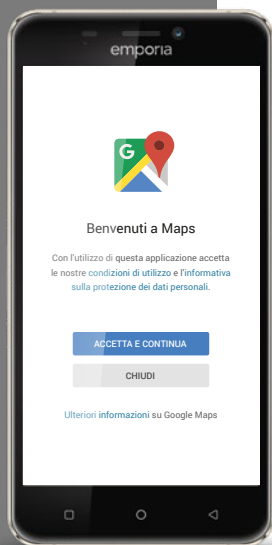 emporia
G
Benvenuti a Maps
Con l'utilizzo di questa applicazione accetta
le nostre condizioni di utilizzo e l'informativa
sulla protezione dei dati personali.
ACCETTA E CONTINUA
CHIUDI
Ulteriori informazioni su Google Maps